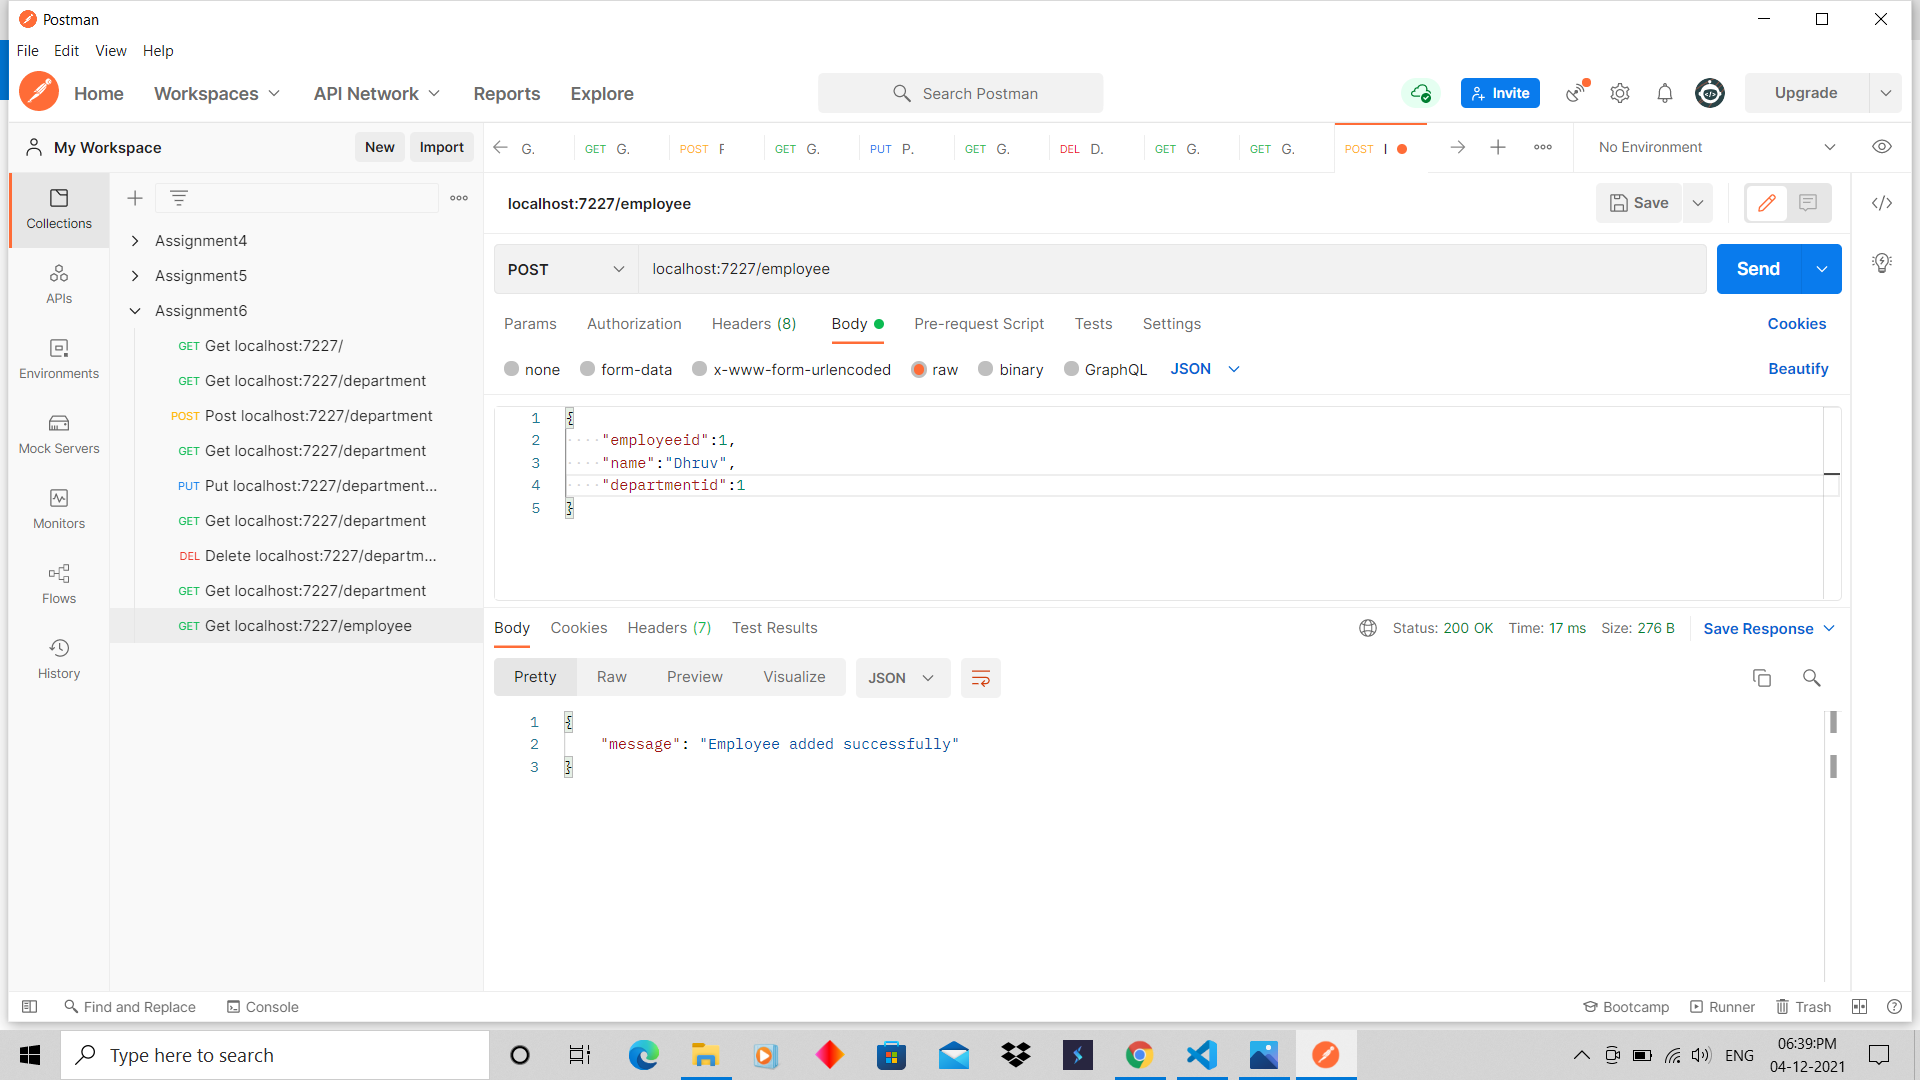 Postman
File Edit View Help
Home Workspaces API Network Reports Explore Search Postman Invite Upgrade
My Workspace New Import
G. GET G. POST F GET G. PUT P. GET G. DEL D. GET G. GET G. POST No Environment
Collections
APIs
Environments
Mock Servers
Monitors
Flows
History
Assignment4
Assignment5
Assignment6
GET Get localhost:7227/
GET Get localhost:7227/department
POST Post localhost:7227/department
GET Get localhost:7227/department
PUT Put localhost:7227/department...
GET Get localhost:7227/department
DEL Delete localhost:7227/departm...
GET Get localhost:7227/department
GET Get localhost:7227/employee
localhost:7227/employee Save
POST localhost:7227/employee Send
Params Authorization Headers (8) Body Pre-request Script Tests Settings Cookies
none form-data x-www-form-urlencoded raw binary GraphQL JSON Beautify
1 {
2 "employeeid":1,
3 "name":"Dhruv",
4 "departmentid":1
5 }
Body Cookies Headers (7) Test Results Status: 200 OK Time: 17 ms Size: 276 B Save Response
Pretty Raw Preview Visualize JSON
1 {
2 "message": "Employee added successfully"
3 }
Find and Replace Console Bootcamp Runner Trash
Type here to search ENG
06:39:PM
04-12-2021